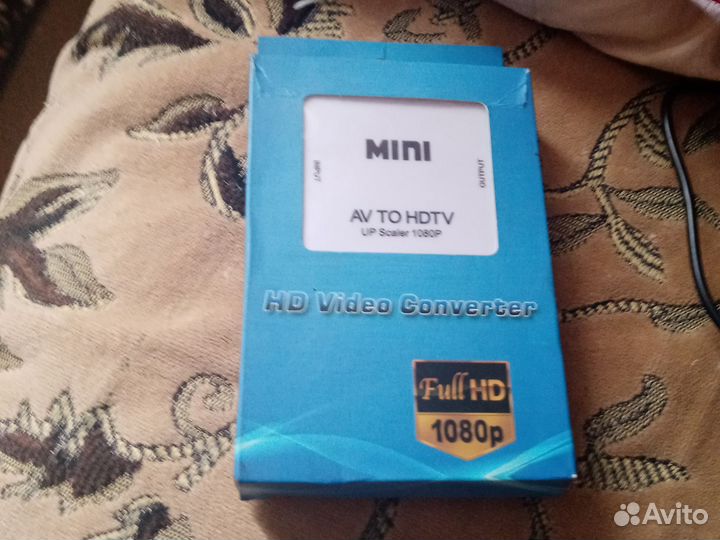 MINI
INPUT
OUTPUT
AV TO HDTV
UP Scaler 1080P
HD Video Converter
Full HD
1080p
Avito